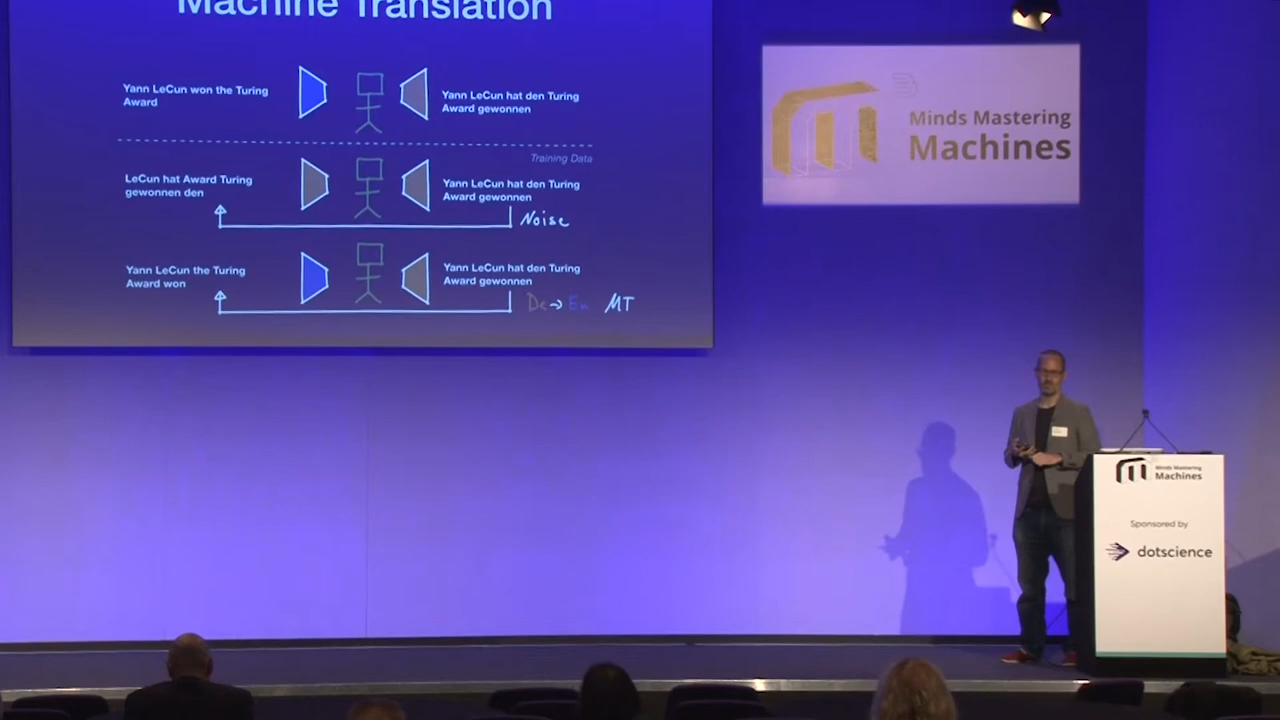 Machine Translation
Yann LeCun won the Turing
Award
Yann LeCun hat den Turing
Award gewonnen
Training Data
LeCun hat Award Turing
gewonnen den
Yann LeCun hat den Turing
Award gewonnen
Noise
Yann LeCun the Turing
Award won
Yann LeCun hat den Turing
Award gewonnen
De → En MT
Minds Mastering
Machines
Minds Mastering
Machines
Sponsored by
dotscience